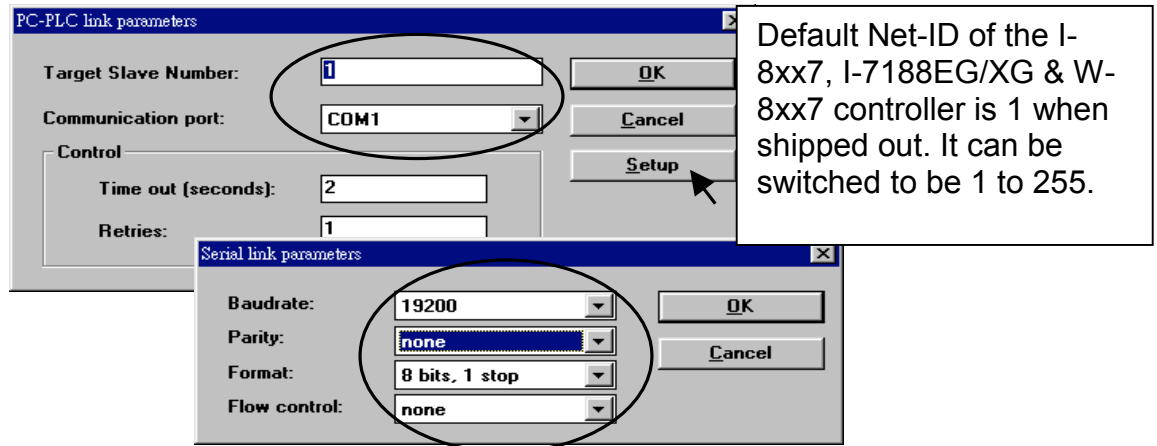 PC-PLC link parameters
Target Slave Number: 1
OK
Communication port: COM1
Cancel
Control
Setup
Time out (seconds): 2
Retries: 1
Default Net-ID of the I-
8xx7, I-7188EG/XG & W-
8xx7 controller is 1 when
shipped out. It can be
switched to be 1 to 255.
Serial link parameters
Baudrate: 19200
OK
Parity: none
Cancel
Format: 8 bits, 1 stop
Flow control: none